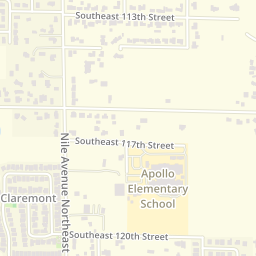 Southeast 113th Street
Nile Avenue Northeast
Southeast 117th Street
Apollo
Elementary
School
Claremont
Southeast 120th Street